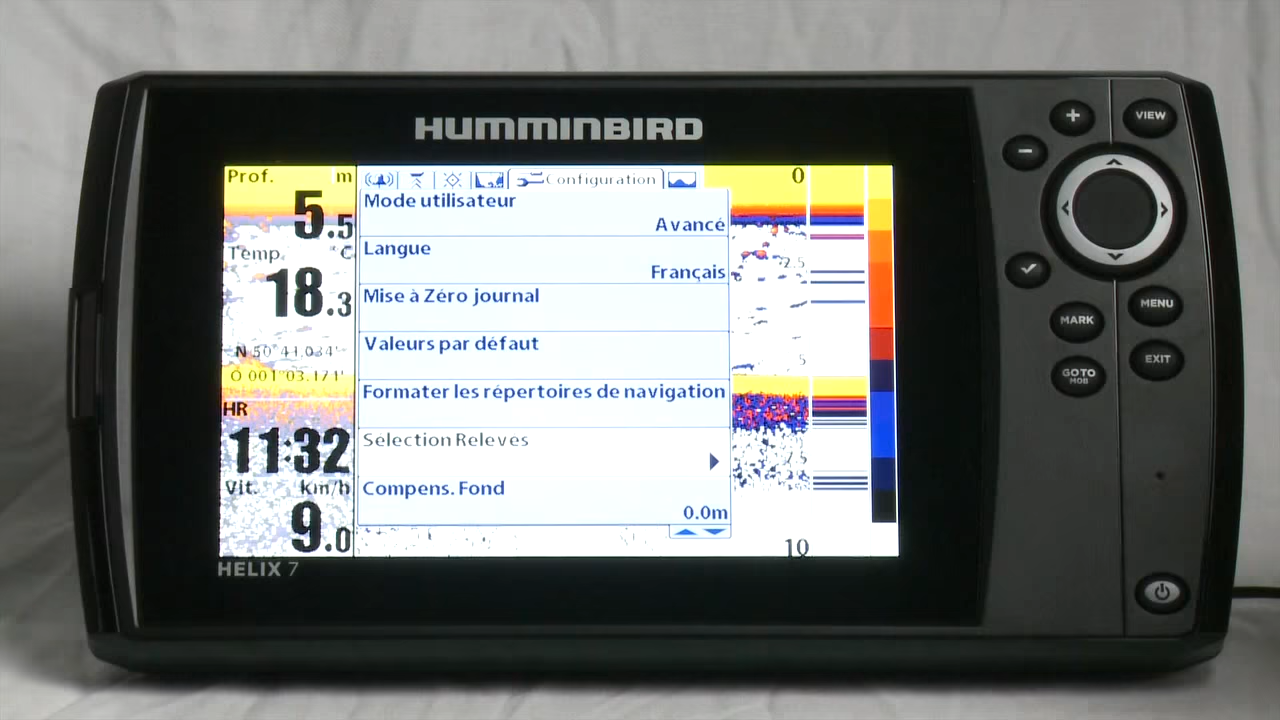 HUMMINBIRD
Prof. m
5.5
Temp. °C
18.3
N 50°41.034'
O 001°03.171'
HR
11:32
Vit. Km/h
9.0
Configuration
Mode utilisateur
Avancé
Langue
Français
Mise à Zéro journal
Valeurs par défaut
Formater les répertoires de navigation
Selection Releves
Compens. Fond
0.0m
0
2.5
5
7.5
10
HELIX 7
+
VIEW
-
MARK
MENU
GO TO
MOB
EXIT